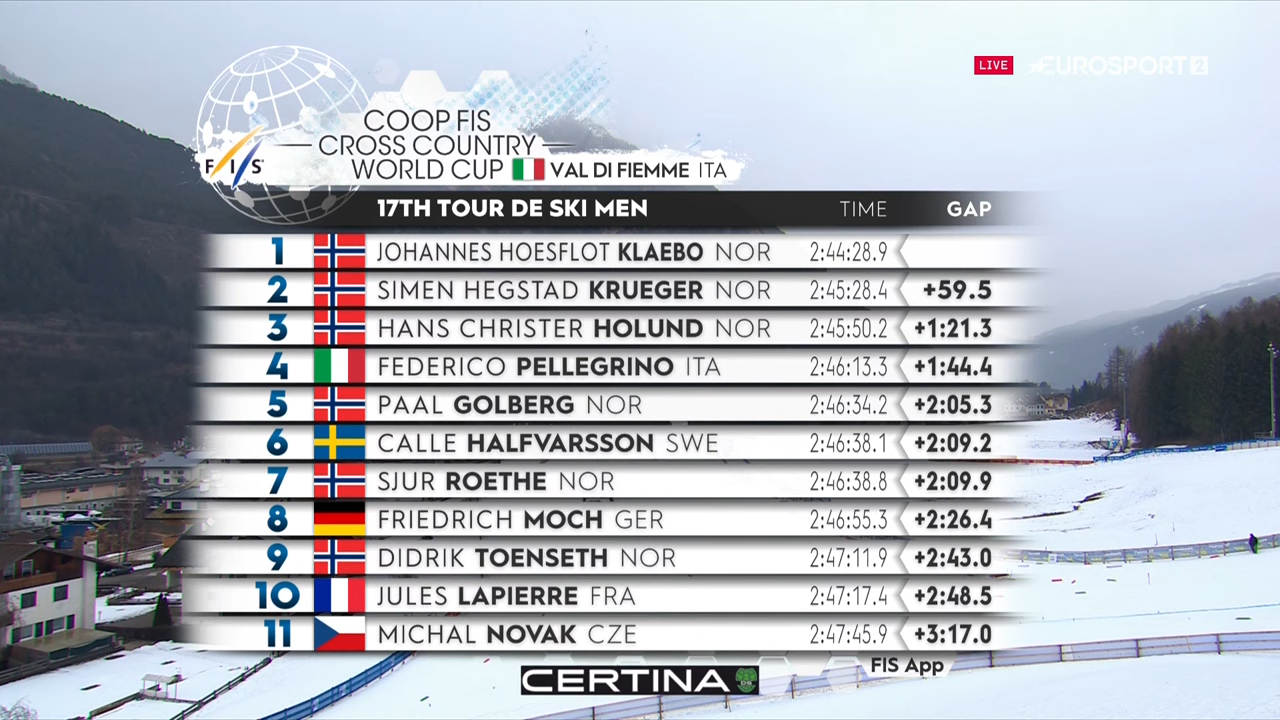 LIVE EUROSPORT 2
COOP FIS
CROSS COUNTRY
WORLD CUP VAL DI FIEMME ITA
FIS
17TH TOUR DE SKI MEN TIME GAP
1 JOHANNES HOESFLOT KLAEBO NOR 2:44:28.9
2 SIMEN HEGSTAD KRUEGER NOR 2:45:28.4 +59.5
3 HANS CHRISTER HOLUND NOR 2:45:50.2 +1:21.3
4 FEDERICO PELLEGRINO ITA 2:46:13.3 +1:44.4
5 PAAL GOLBERG NOR 2:46:34.2 +2:05.3
6 CALLE HALFVARSSON SWE 2:46:38.1 +2:09.2
7 SJUR ROETHE NOR 2:46:38.8 +2:09.9
8 FRIEDRICH MOCH GER 2:46:55.3 +2:26.4
9 DIDRIK TOENSETH NOR 2:47:11.9 +2:43.0
10 JULES LAPIERRE FRA 2:47:17.4 +2:48.5
11 MICHAL NOVAK CZE 2:47:45.9 +3:17.0
FIS App
CERTINA DS